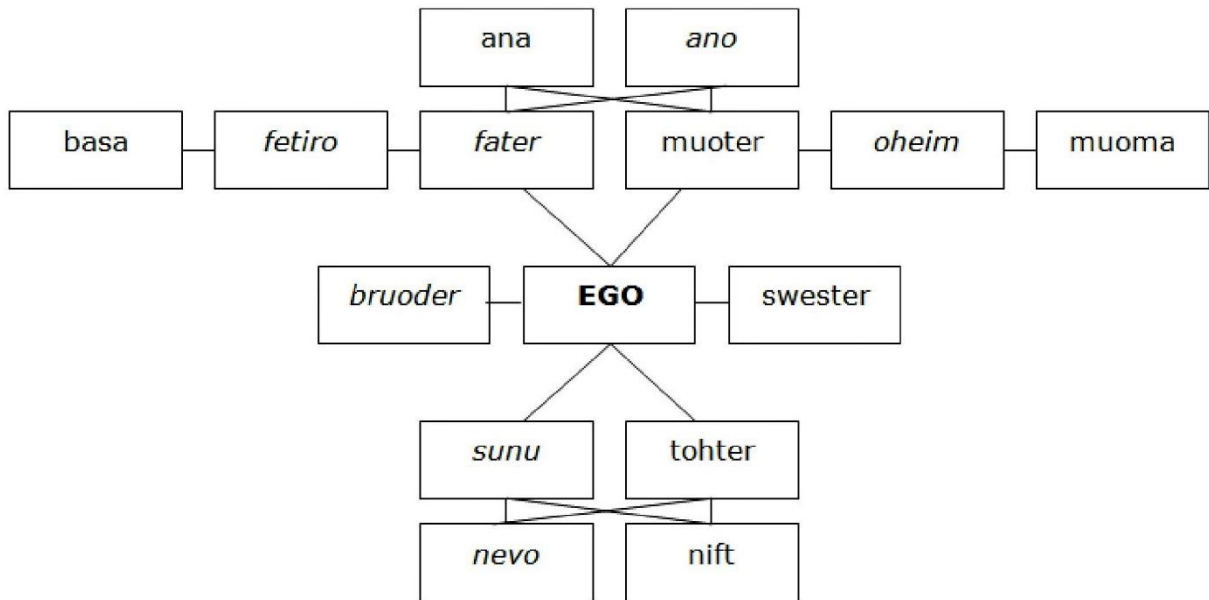 ana ano
basa fetiro fater muoter oheim muoma
bruoder EGO swester
sunu tohter
nevo nift